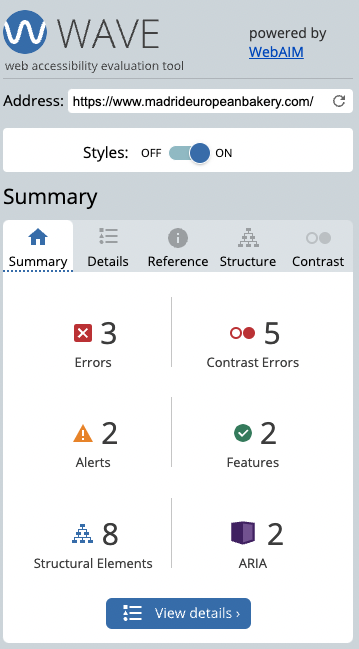 WAVE
web accessibility evaluation tool
powered by
WebAIM
Address: https://www.madrideuropeanbakery.com/
Styles: OFF ON
Summary
Summary Details Reference Structure Contrast
3
Errors
5
Contrast Errors
2
Alerts
2
Features
8
Structural Elements
2
ARIA
View details ›